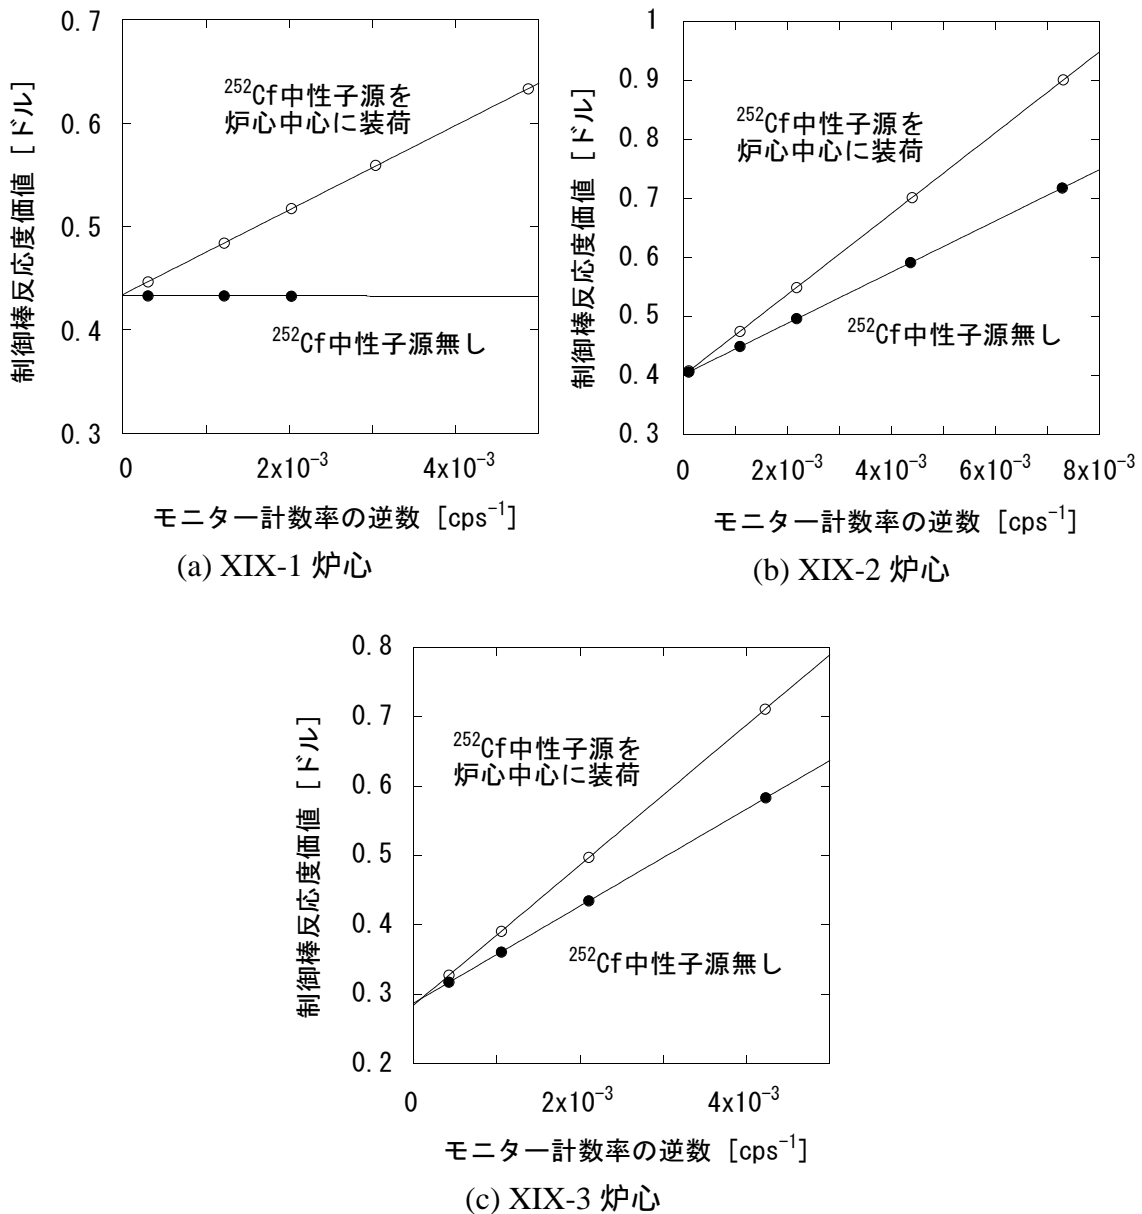 0.7
0.6
0.5
0.4
0.3
制御棒反応度価値 [ドル]
²⁵²Cf中性子源を
炉心中心に装荷
²⁵²Cf中性子源無し
0
2x10⁻³
4x10⁻³
モニター計数率の逆数 [cps⁻¹]
(a) XIX-1 炉心
1
0.9
0.8
0.7
0.6
0.5
0.4
0.3
制御棒反応度価値 [ドル]
²⁵²Cf中性子源を
炉心中心に装荷
²⁵²Cf中性子源無し
0
2x10⁻³
4x10⁻³
6x10⁻³
8x10⁻³
モニター計数率の逆数 [cps⁻¹]
(b) XIX-2 炉心
0.8
0.7
0.6
0.5
0.4
0.3
0.2
制御棒反応度価値 [ドル]
²⁵²Cf中性子源を
炉心中心に装荷
²⁵²Cf中性子源無し
0
2x10⁻³
4x10⁻³
モニター計数率の逆数 [cps⁻¹]
(c) XIX-3 炉心